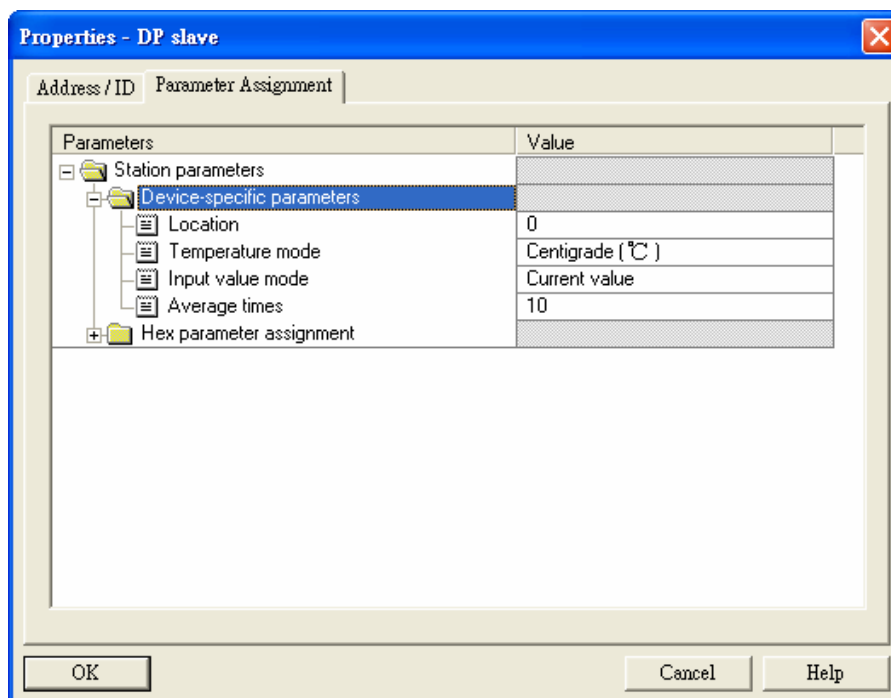 Properties - DP slave
Address / ID Parameter Assignment
Parameters Value
Station parameters
Device-specific parameters
Location 0
Temperature mode Centigrade ( ℃ )
Input value mode Current value
Average times 10
Hex parameter assignment
OK Cancel Help